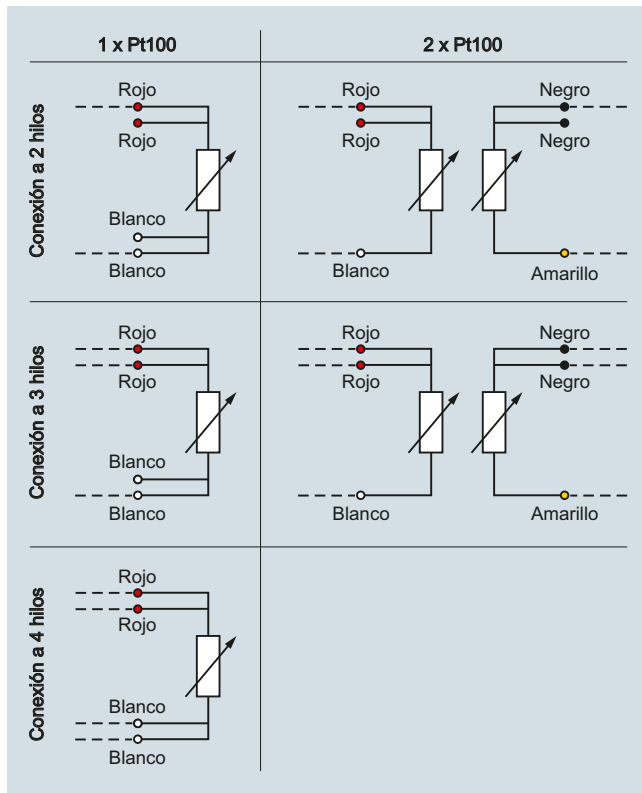 1 x Pt100
2 x Pt100
Conexión a 2 hilos
Rojo
Rojo
Blanco
Blanco
Rojo
Rojo
Blanco
Negro
Negro
Amarillo
Conexión a 3 hilos
Rojo
Rojo
Blanco
Blanco
Rojo
Rojo
Blanco
Negro
Negro
Amarillo
Conexión a 4 hilos
Rojo
Rojo
Blanco
Blanco